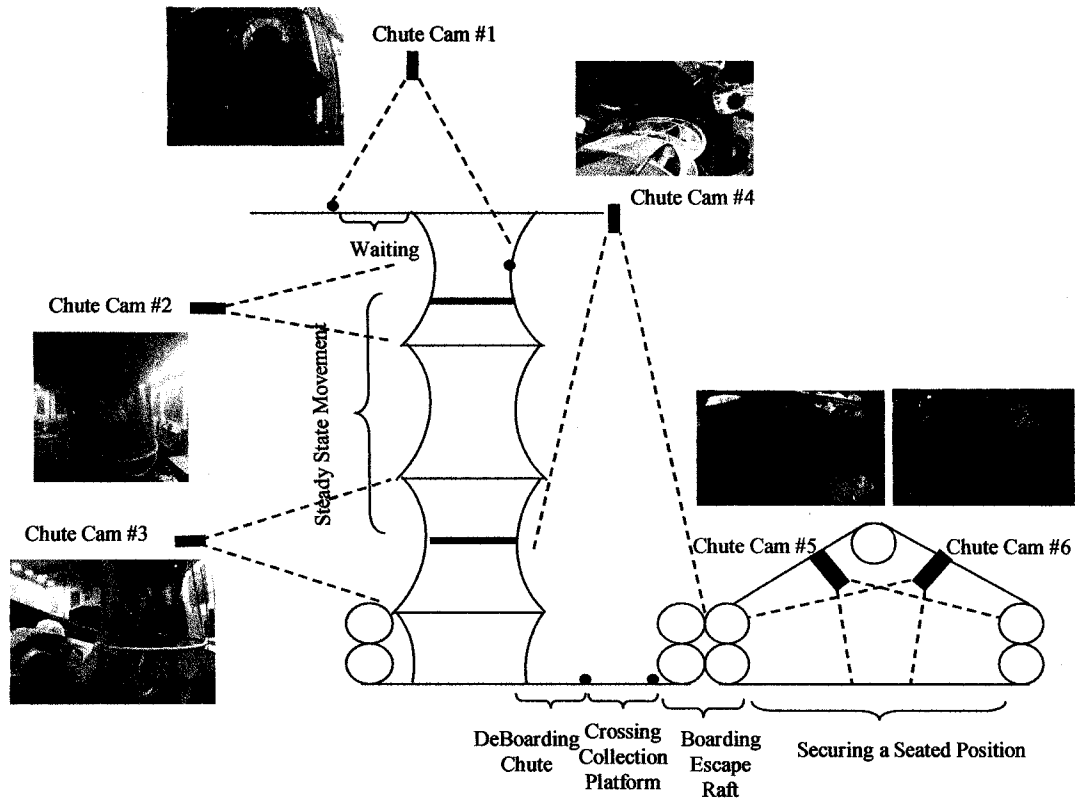 Chute Cam #1
Chute Cam #4
Waiting
Chute Cam #2
Steady State Movement
Chute Cam #3
Chute Cam #5
Chute Cam #6
DeBoarding
Chute
Crossing
Collection
Platform
Boarding
Escape
Raft
Securing a Seated Position